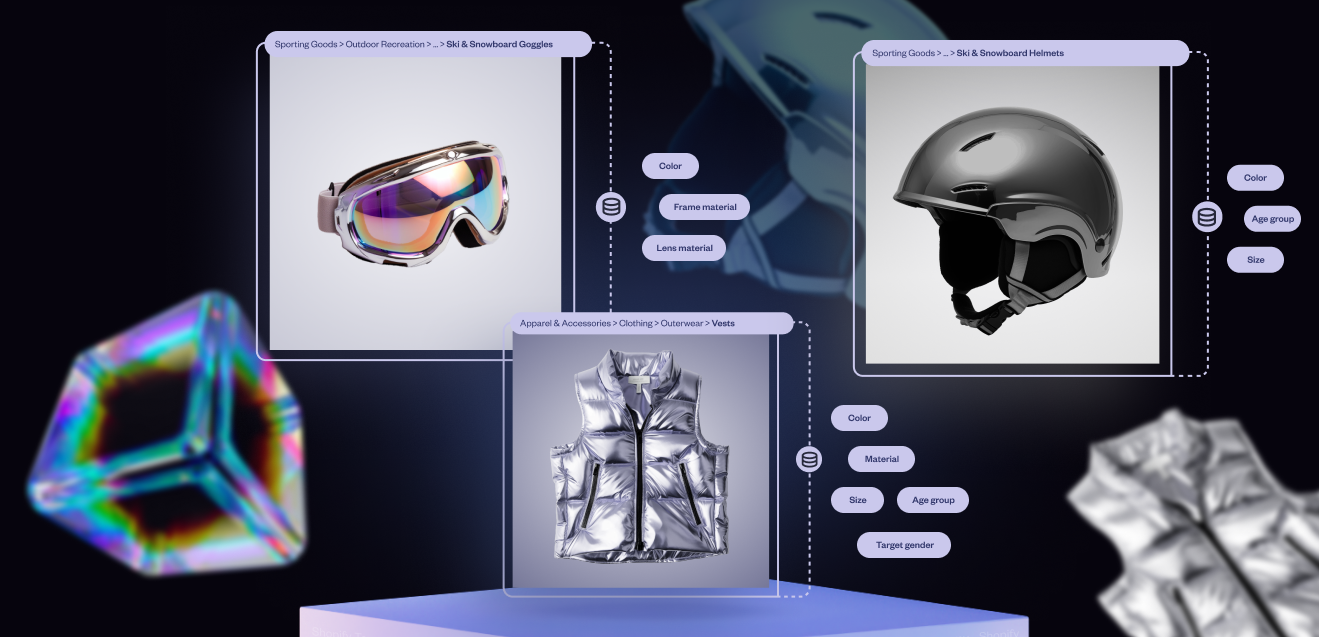 Sporting Goods > Outdoor Recreation > ... > Ski & Snowboard Goggles
Color
Frame material
Lens material
Sporting Goods > ... > Ski & Snowboard Helmets
Color
Age group
Size
Apparel & Accessories > Clothing > Outerwear > Vests
Color
Material
Size
Age group
Target gender